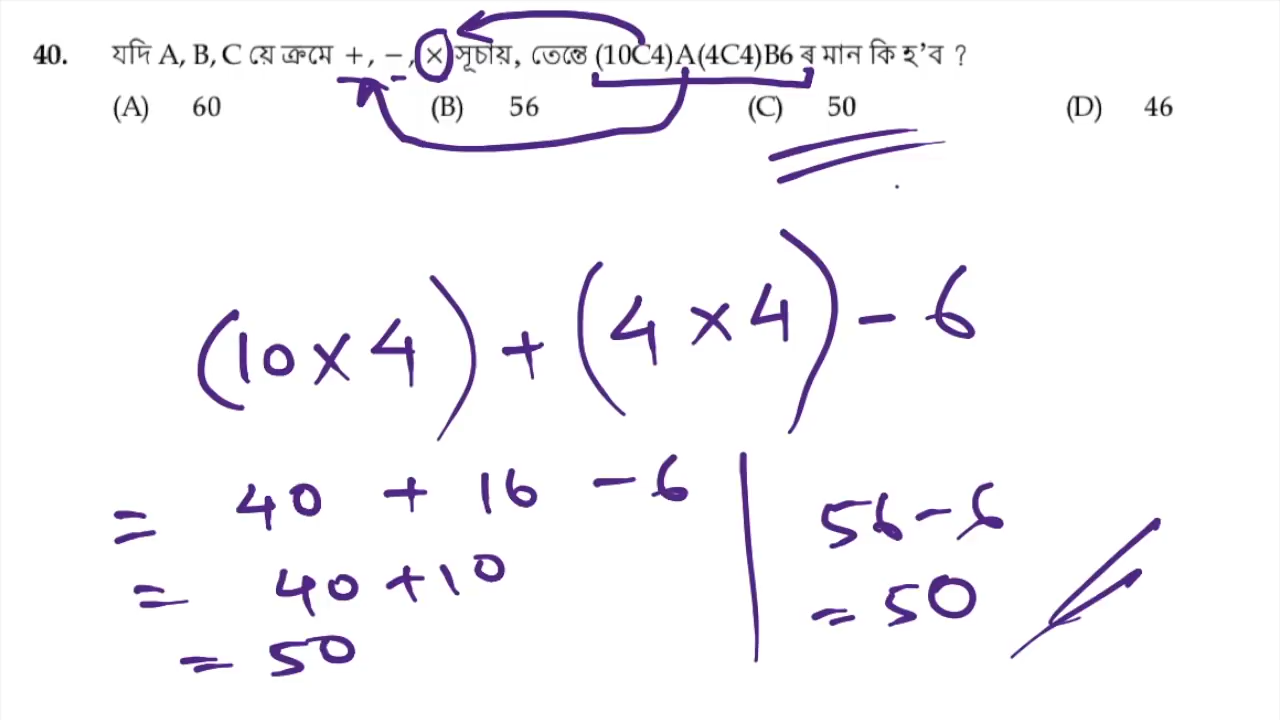 40. যদি A, B, C য়ে ক্ৰমে +, −, × সূচায়, তেন্তে (10C4)A(4C4)B6 ৰ মান কি হ'ব ?
(A) 60 (B) 56 (C) 50 (D) 46
(10 × 4) + (4 × 4) − 6
= 40 + 16 − 6
56 − 6
= 40 + 10
= 50
= 50